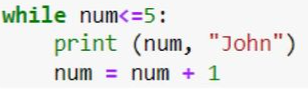 while num<=5:
    print (num, "John")
    num = num + 1